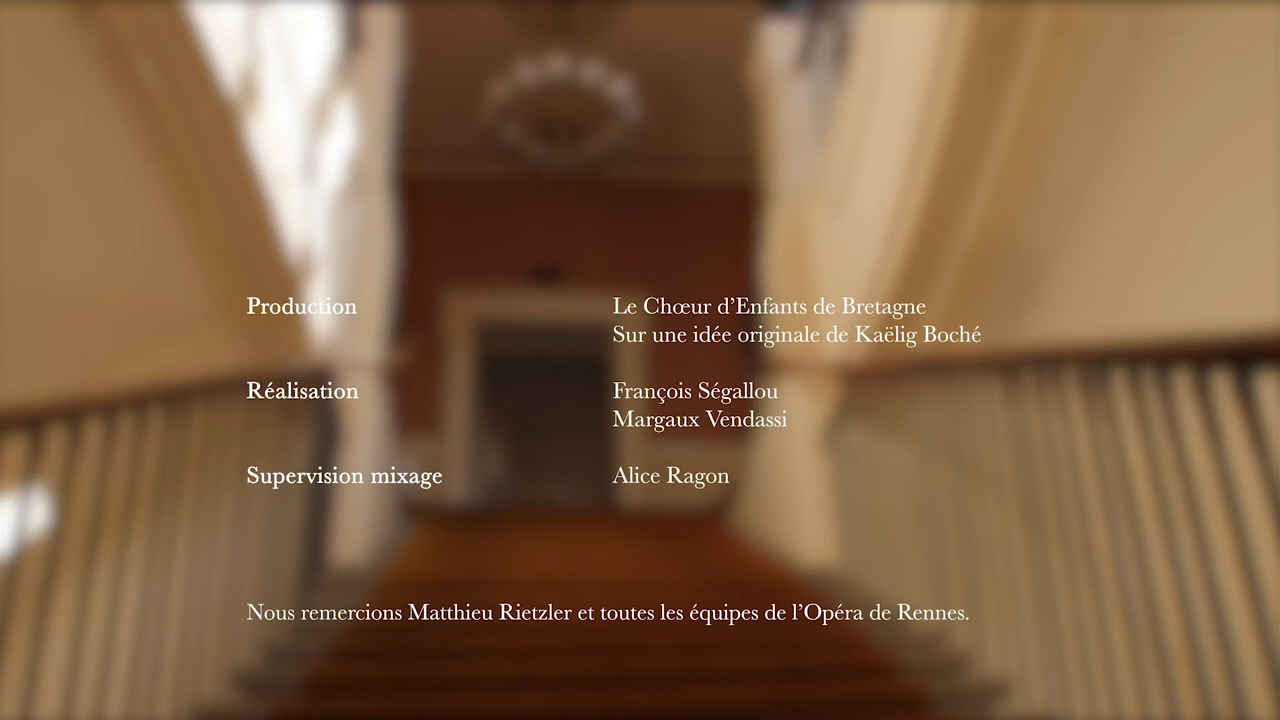 Production
Le Chœur d’Enfants de Bretagne
Sur une idée originale de Kaëlig Boché
Réalisation
François Ségallou
Margaux Vendassi
Supervision mixage
Alice Ragon
Nous remercions Matthieu Rietzler et toutes les équipes de l’Opéra de Rennes.